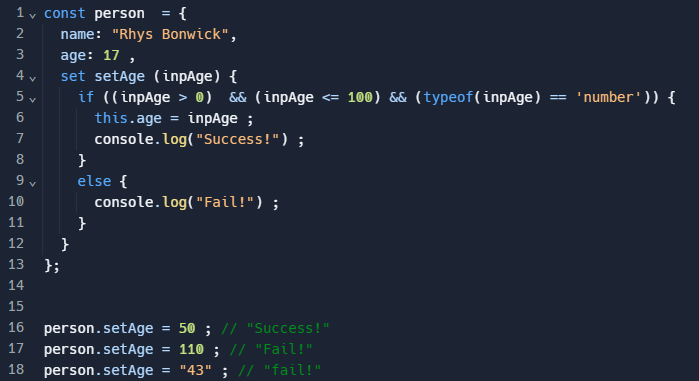 1 const person  = {
2   name: "Rhys Bonwick",
3   age: 17 ,
4   set setAge (inpAge) {
5     if ((inpAge > 0)  && (inpAge <= 100) && (typeof(inpAge) == 'number')) {
6       this.age = inpAge ;
7       console.log("Success!") ;
8     }
9     else {
10       console.log("Fail!") ;
11     }
12   }
13 };
14
15
16 person.setAge = 50 ; // "Success!"
17 person.setAge = 110 ; // "Fail!"
18 person.setAge = "43" ; // "fail!"